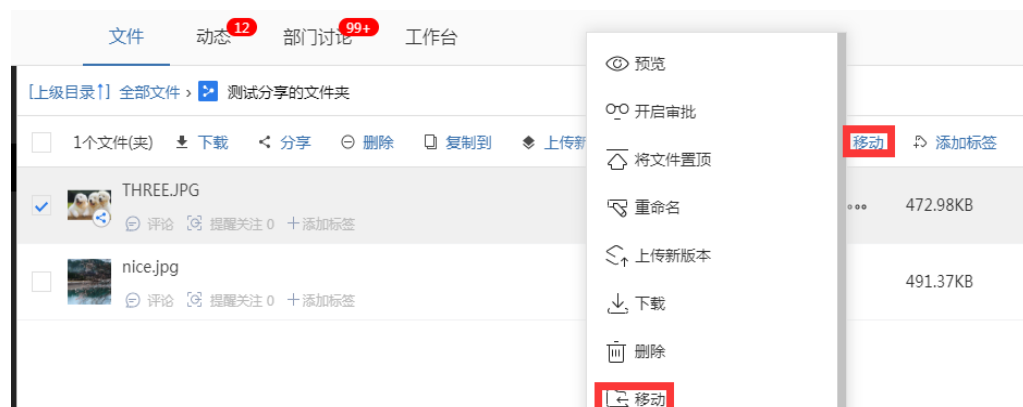 文件 动态 12 部门讨论 99+ 工作台
[上级目录↑] 全部文件 › 测试分享的文件夹
1个文件(夹) 下载 分享 删除 复制到 上传新 移动 添加标签
THREE.JPG
472.98KB
评论 提醒关注 0 +添加标签
nice.jpg
491.37KB
评论 提醒关注 0 +添加标签
预览
开启审批
将文件置顶
重命名
上传新版本
下载
删除
移动